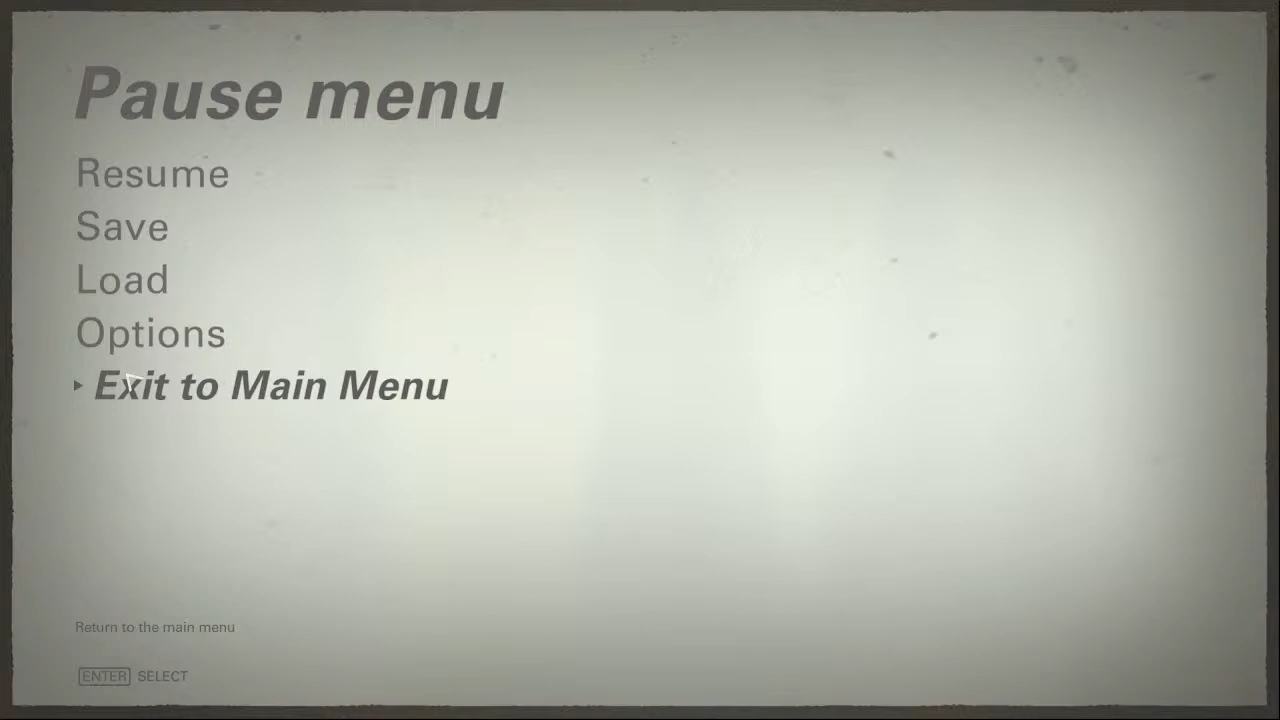 Pause menu
Resume
Save
Load
Options
Exit to Main Menu
Return to the main menu
ENTER SELECT